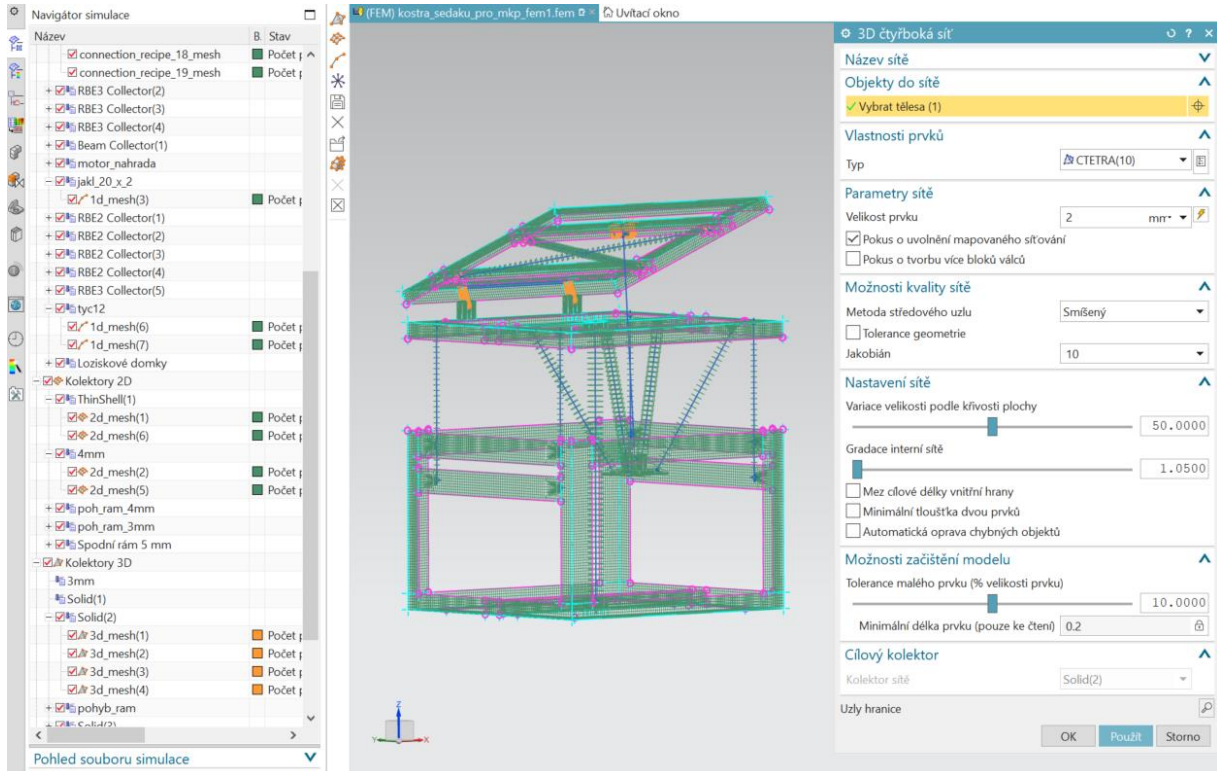 Navigátor simulace
Název B. Stav
connection_recipe_18_mesh Počet p
connection_recipe_19_mesh Počet p
RBE3 Collector(2)
RBE3 Collector(3)
RBE3 Collector(4)
Beam Collector(1)
motor_nahrada
jakl_20_x_2
1d_mesh(3) Počet p
RBE2 Collector(1)
RBE2 Collector(2)
RBE2 Collector(3)
RBE2 Collector(4)
RBE3 Collector(5)
tyc12
1d_mesh(6) Počet p
1d_mesh(7) Počet p
Loziskové domky
Kolektory 2D
ThinShell(1)
2d_mesh(1) Počet p
2d_mesh(6) Počet p
4mm
2d_mesh(2) Počet p
2d_mesh(5) Počet p
poh_ram_4mm
poh_ram_3mm
Spodní rám 5 mm
Kolektory 3D
3mm
Solid(1)
Solid(2)
3d_mesh(1) Počet p
3d_mesh(2) Počet p
3d_mesh(3) Počet p
3d_mesh(4) Počet p
pohyb_ram
Solid(3)
Pohled souboru simulace
(FEM) kostra_sedaku_pro_mkp_fem1.fem
Uvítací okno
Z
Y
X
3D čtyřboká síť
Název sítě
Objekty do sítě
Vybrat tělesa (1)
Vlastnosti prvků
Typ CTETRA(10)
Parametry sítě
Velikost prvku 2 mm
Pokus o uvolnění mapovaného síťování
Pokus o tvorbu více bloků válců
Možnosti kvality sítě
Metoda středového uzlu Smíšený
Tolerance geometrie
Jakobián 10
Nastavení sítě
Variace velikosti podle křivosti plochy
50.0000
Gradace interní sítě
1.0500
Mez cílové délky vnitřní hrany
Minimální tloušťka dvou prvků
Automatická oprava chybných objektů
Možnosti začištění modelu
Tolerance malého prvku (% velikosti prvku)
10.0000
Minimální délka prvku (pouze ke čtení) 0.2
Cílový kolektor
Kolektor sítě Solid(2)
Uzly hranice
OK Použít Storno